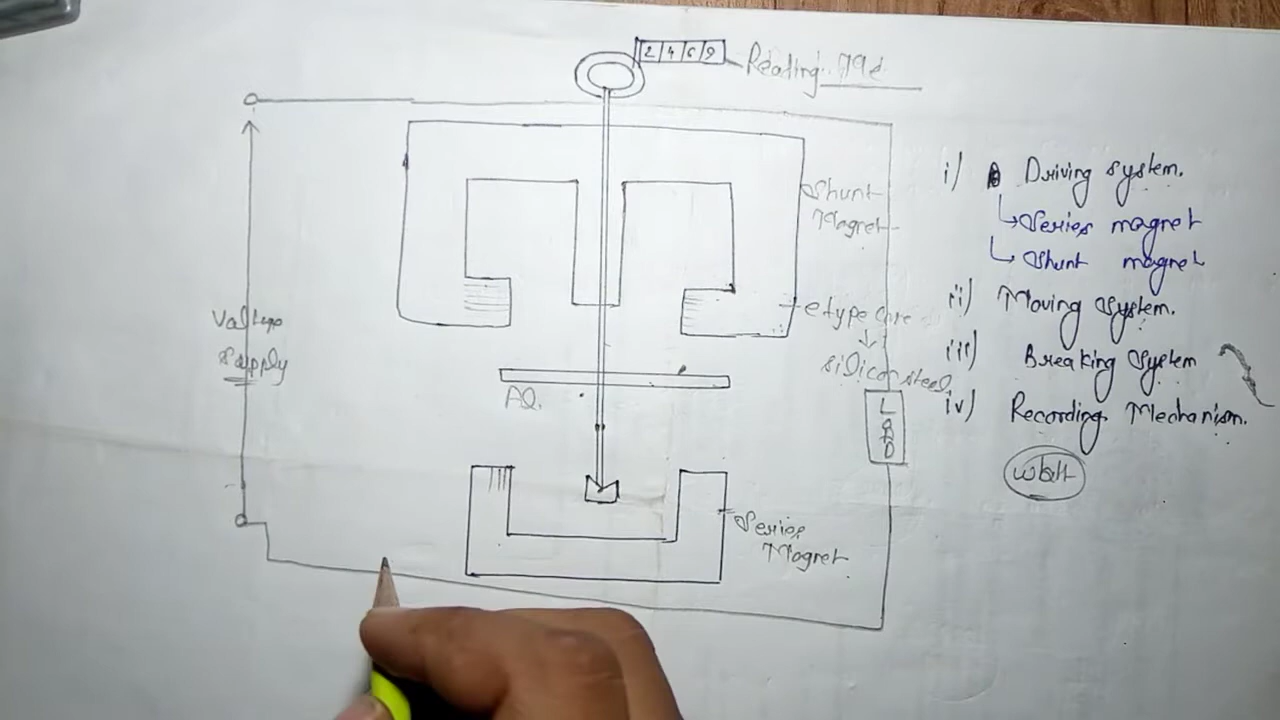 2 4 6 9
Reading
Shunt
Magnet
e type core
↓
silicon steel
Voltage
Supply
Al.
LOAD
Series
Magnet
i) Driving System.
↳ Series magnet
↳ Shunt magnet
ii) Moving System.
iii) Breaking System
iv) Recording Mechanism.